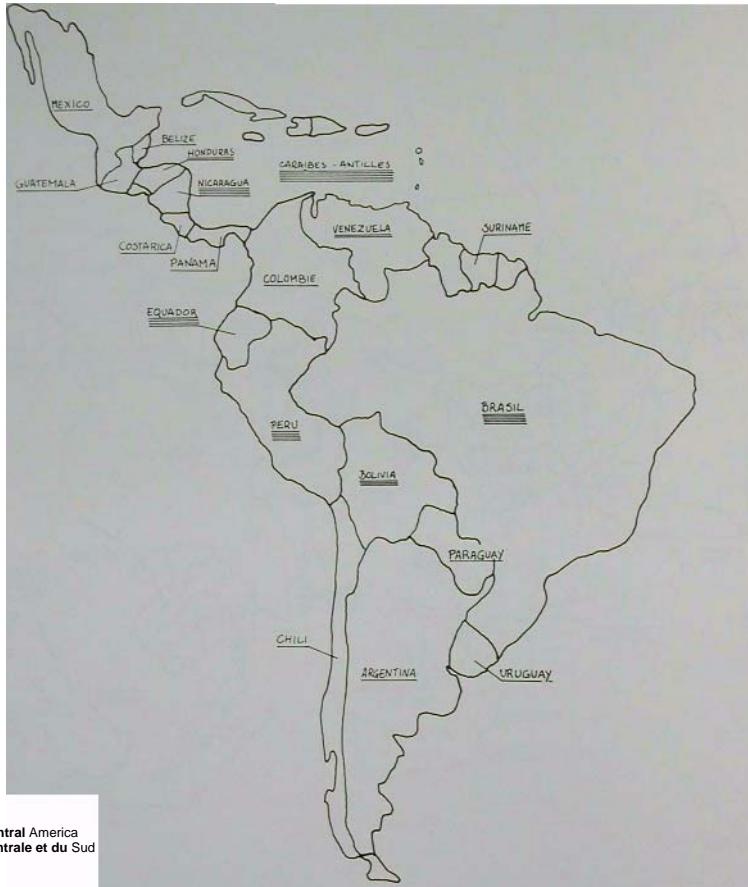 MEXICO
BELIZE
HONDURAS
CARAIBES - ANTILLES
GUATEMALA
NICARAGUA
VENEZUELA
SURINAME
COSTARICA
PANAMA
COLOMBIE
EQUADOR
BRASIL
PERU
BOLIVIA
PARAGUAY
CHILI
ARGENTINA
URUGUAY
ntral America
ntrale et du Sud